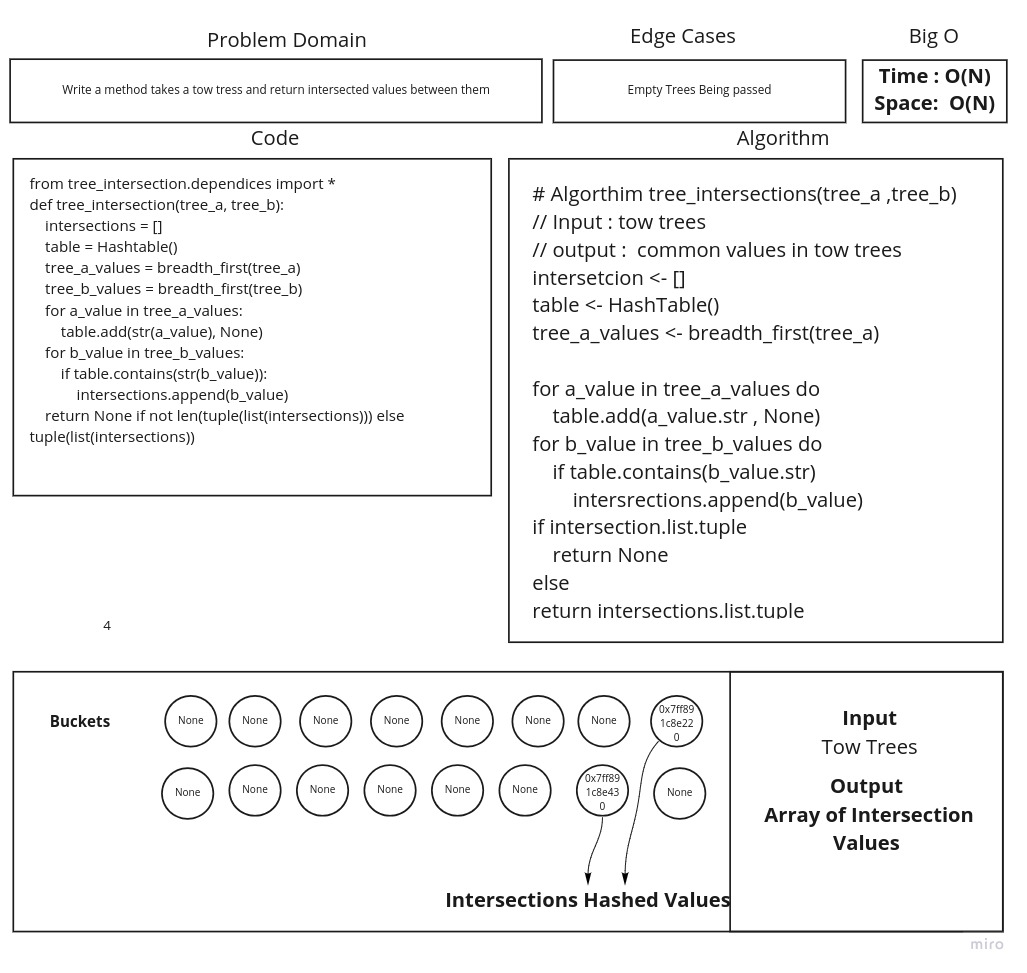 Problem Domain
Edge Cases
Big O
Write a method takes a tow tress and return intersected values between them
Empty Trees Being passed
Time : O(N)
Space:  O(N)
Code
Algorithm
from tree_intersection.dependices import *
def tree_intersection(tree_a, tree_b):
    intersections = []
    table = Hashtable()
    tree_a_values = breadth_first(tree_a)
    tree_b_values = breadth_first(tree_b)
    for a_value in tree_a_values:
        table.add(str(a_value), None)
    for b_value in tree_b_values:
        if table.contains(str(b_value)):
            intersections.append(b_value)
    return None if not len(tuple(list(intersections))) else
tuple(list(intersections))
# Algorthim tree_intersections(tree_a ,tree_b)
// Input : tow trees
// output :  common values in tow trees
intersetcion <- []
table <- HashTable()
tree_a_values <- breadth_first(tree_a)
for a_value in tree_a_values do
    table.add(a_value.str , None)
for b_value in tree_b_values do
    if table.contains(b_value.str)
        intersrections.append(b_value)
if intersection.list.tuple
    return None
else
return intersections.list.tuple
4
Buckets
None
None
None
None
None
None
None
0x7ff89
1c8e22
0
None
None
None
None
None
None
0x7ff89
1c8e43
0
None
Intersections Hashed Values
Input
Tow Trees
Output
Array of Intersection
Values
miro